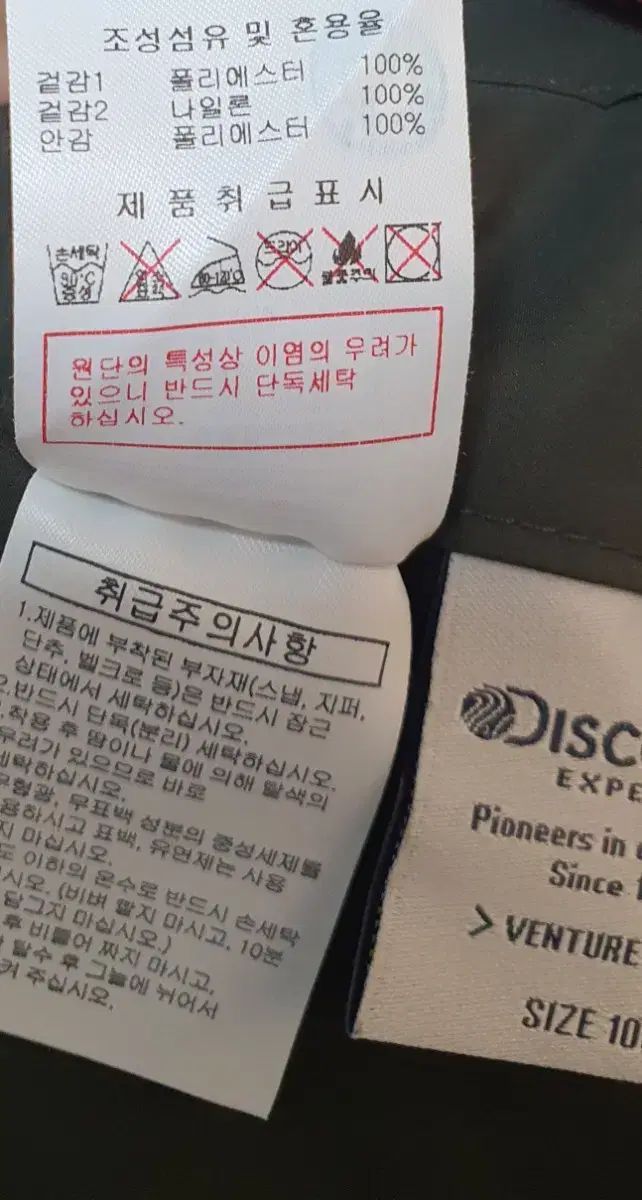 조성섬유 및 혼용율
겉감1 폴리에스터 100%
겉감2 나일론 100%
안감 폴리에스터 100%
제품취급표시
손세탁
30℃
중성
드라이
원단의 특성상 이염의 우려가
있으니 반드시 단독세탁
하십시오.
취급주의사항
1.제품에 부착된 부자재(스냅, 지퍼,
단추, 벨크로 등)은 반드시 잠근
상태에서 세탁하십시오.
2.반드시 단독(분리) 세탁하십시오.
착용 후 땀이나 물에 의해 탈색의
우려가 있으므로 바로
세탁하십시오.
무형광, 무표백 성분의 중성세제를
용하시고 표백, 유연제는 사용
지 마십시오.
도 이하의 온수로 반드시 손세탁
시오. (비벼 빨지 마시고, 10분
담그지 마십시오.)
후 비틀어 짜지 마시고,
탈수 후 그늘에 뉘어서
주십시오.
DISC
EXPE
Pioneers in
Since 1
VENTURE
SIZE 10